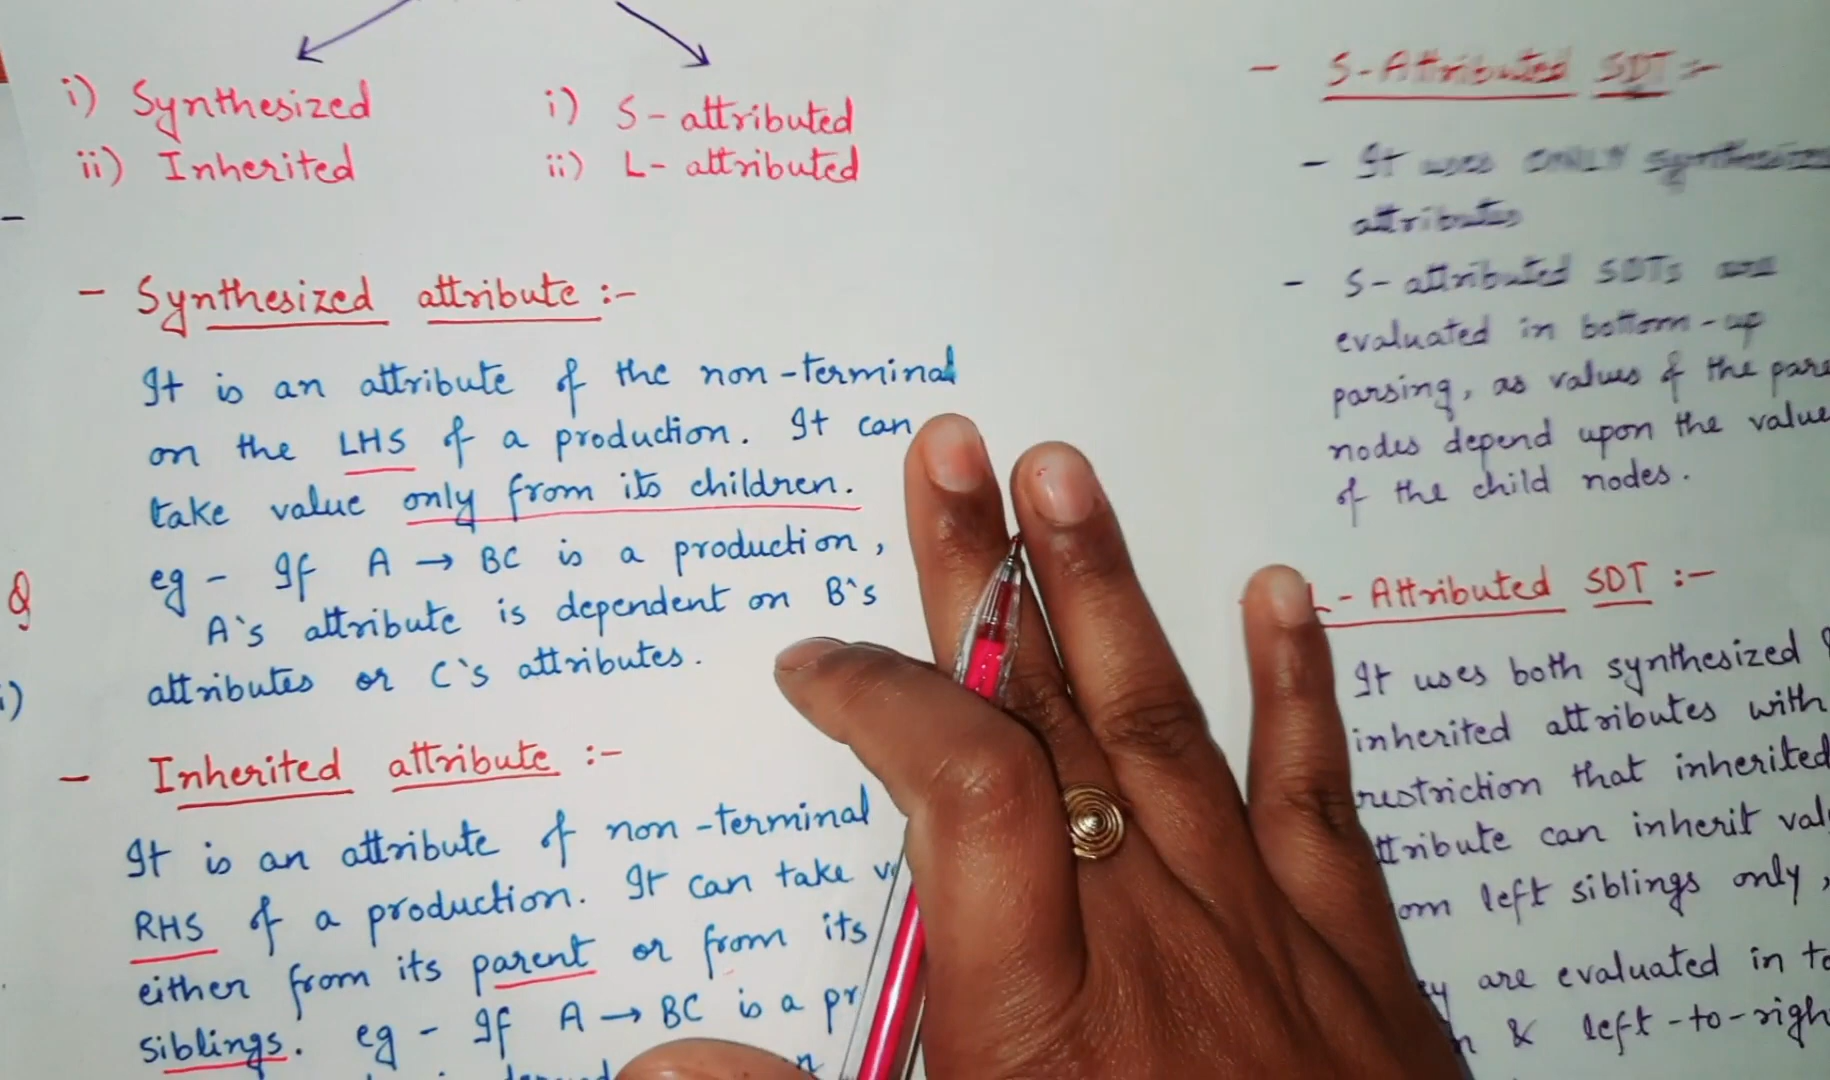 i) Synthesized
ii) Inherited
i) S - attributed
ii) L - attributed
- Synthesized attribute :-
It is an attribute of the non-terminal
on the LHS of a production. It can
take value only from its children.
eg - If A → BC is a production,
A's attribute is dependent on B's
attributes or C's attributes.
- Inherited attribute :-
It is an attribute of non-terminal
RHS of a production. It can take
either from its parent or from its
siblings. eg - If A → BC is a
Q
i)
- S-Attributed SDT :-
- It uses ONLY
attributes
- S-attributed SDTs are
evaluated in bottom-up
parsing, as values of the
nodes depend upon the
of the child nodes.
L-Attributed SDT :-
It uses both synthesized
inherited attributes with
restriction that inherited
can inherit
left siblings only,
are evaluated in
& left-to-